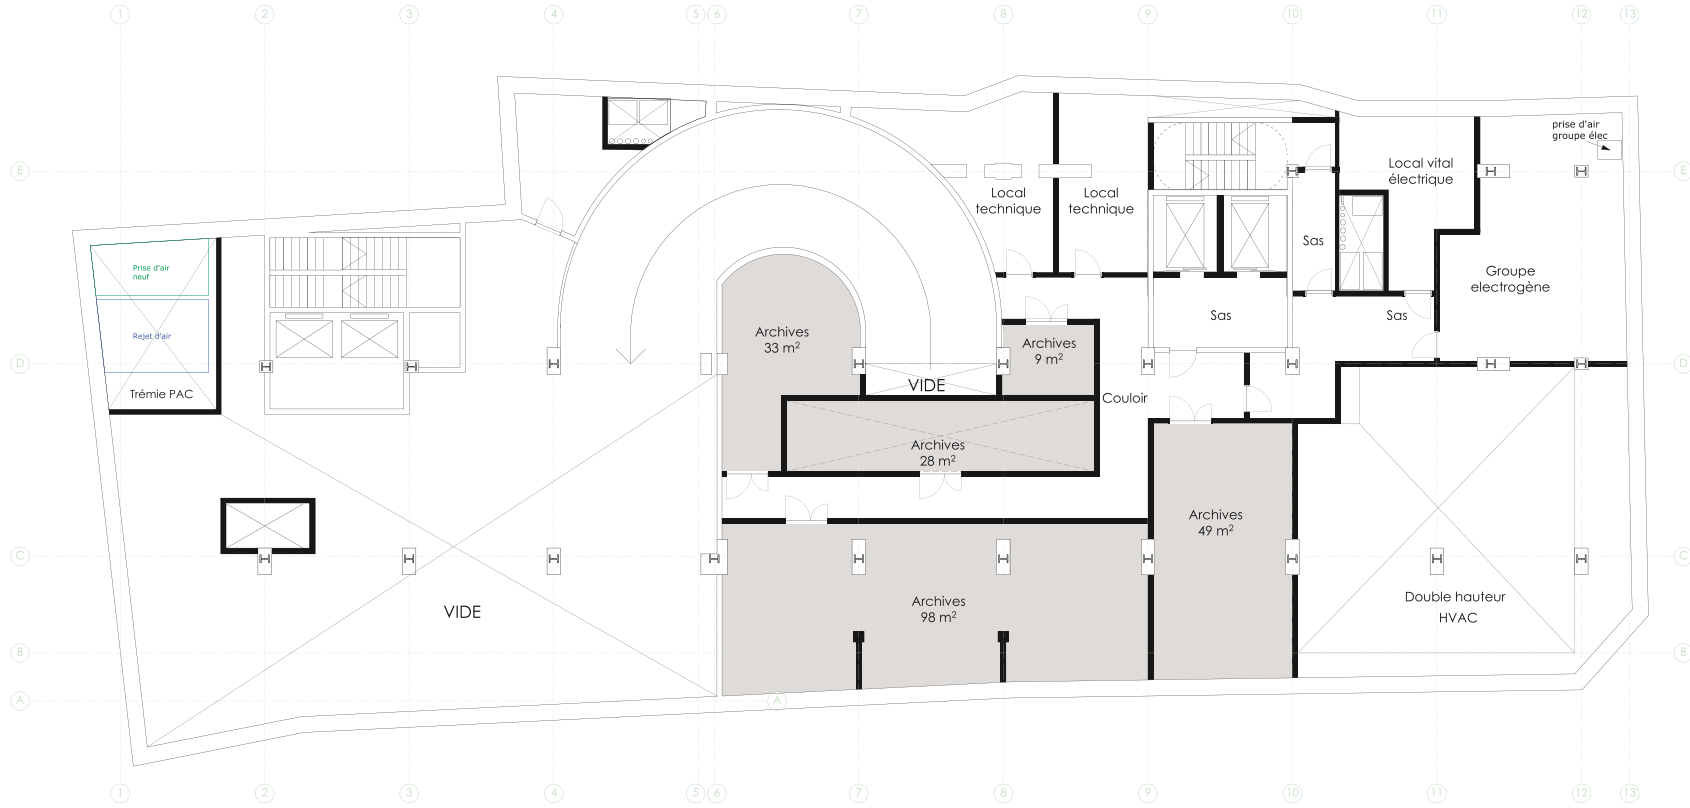 1 2 3 4 5 6 7 8 9 10 11 12 13
prise d'air
groupe élec
E E
Local vital
électrique
Local
technique
Local
technique
Sas
Prise d'air
neuf
Groupe
electrogène
Sas
Sas
Rejet d'air
Archives
33 m²
Archives
9 m²
D D
VIDE
Trémie PAC
Couloir
Archives
28 m²
Archives
49 m²
C C
Archives
98 m²
VIDE
Double hauteur
HVAC
B B
A A
1 2 3 4 5 6 7 8 9 10 11 12 13